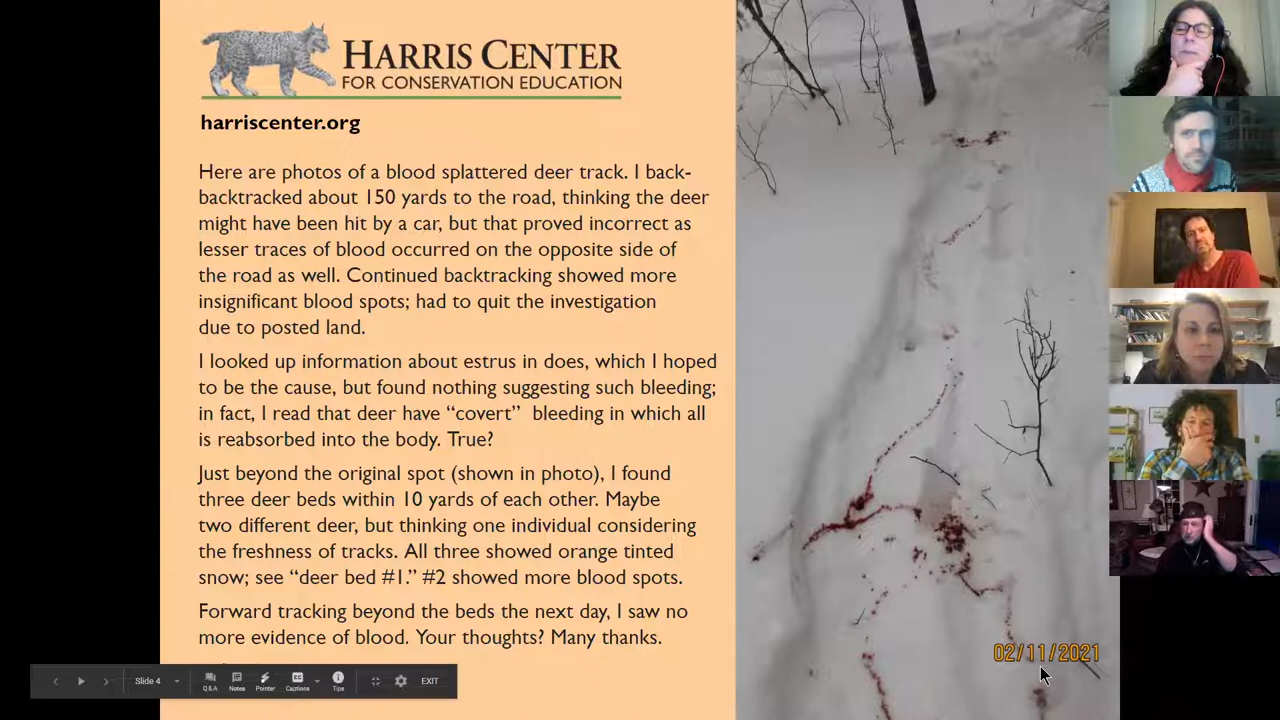 HARRIS CENTER
FOR CONSERVATION EDUCATION
harriscenter.org
Here are photos of a blood splattered deer track. I back-
backtracked about 150 yards to the road, thinking the deer
might have been hit by a car, but that proved incorrect as
lesser traces of blood occurred on the opposite side of
the road as well. Continued backtracking showed more
insignificant blood spots; had to quit the investigation
due to posted land.
I looked up information about estrus in does, which I hoped
to be the cause, but found nothing suggesting such bleeding;
in fact, I read that deer have “covert” bleeding in which all
is reabsorbed into the body. True?
Just beyond the original spot (shown in photo), I found
three deer beds within 10 yards of each other. Maybe
two different deer, but thinking one individual considering
the freshness of tracks. All three showed orange tinted
snow; see “deer bed #1.” #2 showed more blood spots.
Forward tracking beyond the beds the next day, I saw no
more evidence of blood. Your thoughts? Many thanks.
02/11/2021
Slide 4
Q&A
Notes
Pointer
Captions
Tips
EXIT